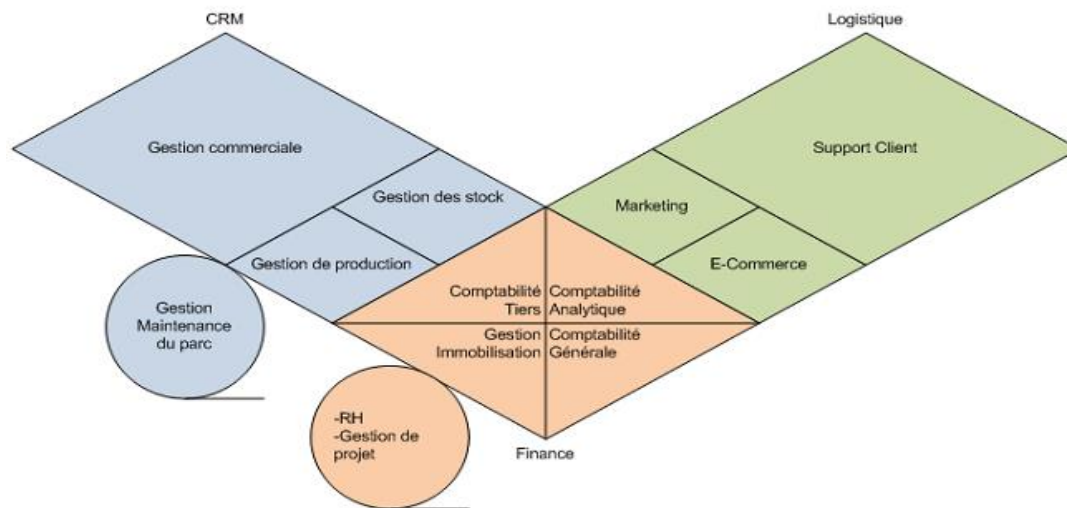 CRM
Logistique
Gestion commerciale
Support Client
Gestion des stock
Marketing
Gestion de production
E-Commerce
Comptabilité
Tiers
Comptabilité
Analytique
Gestion
Maintenance
du parc
Gestion
Immobilisation
Comptabilité
Générale
-RH
-Gestion de
projet
Finance